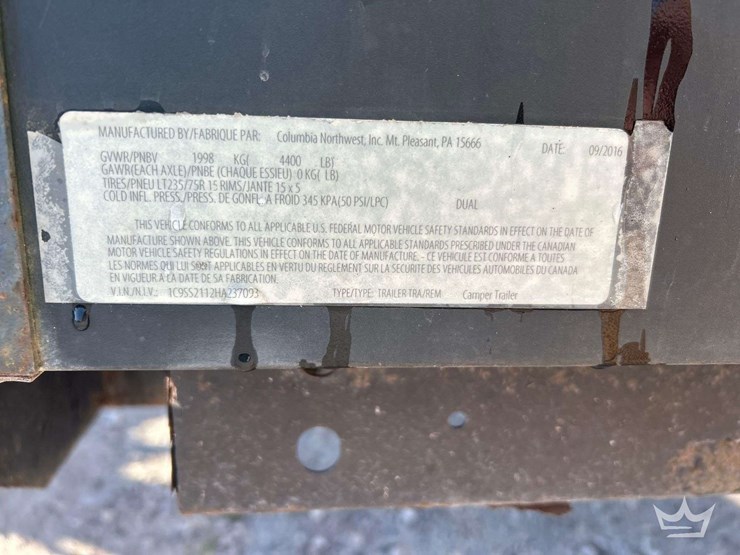 MANUFACTURED BY/FABRIQUE PAR: Columbia Northwest, Inc. Mt. Pleasant, PA 15666 DATE: 09/2016
GVWR/PNBV 1998 KG( 4400 LB)
GAWR(EACH AXLE)/PNBE (CHAQUE ESSIEU) 0 KG( LB)
TIRES/PNEU LT235/75R 15 RIMS/JANTE 15 x 5
COLD INFL. PRESS./PRESS. DE GONFL. A FROID 345 KPA(50 PSI/LPC) DUAL
THIS VEHICLE CONFORMS TO ALL APPLICABLE U.S. FEDERAL MOTOR VEHICLE SAFETY STANDARDS IN EFFECT ON THE DATE OF
MANUFACTURE SHOWN ABOVE. THIS VEHICLE CONFORMS TO ALL APPLICABLE STANDARDS PRESCRIBED UNDER THE CANADIAN
MOTOR VEHICLE SAFETY REGULATIONS IN EFFECT ON THE DATE OF MANUFACTURE. - CE VEHICULE EST CONFORME A TOUTES
LES NORMES QUI LUI SONT APPLICABLES EN VERTU DU REGLEMENT SUR LA SECURITE DES VEHICULES AUTOMOBILES DU CANADA
EN VIGUEUR A LA DATE DE SA FABRICATION.
V.I.N./N.I.V.: 1C9SS2112HA237093 TYPE/TYPE: TRAILER TRA/REM Camper Trailer